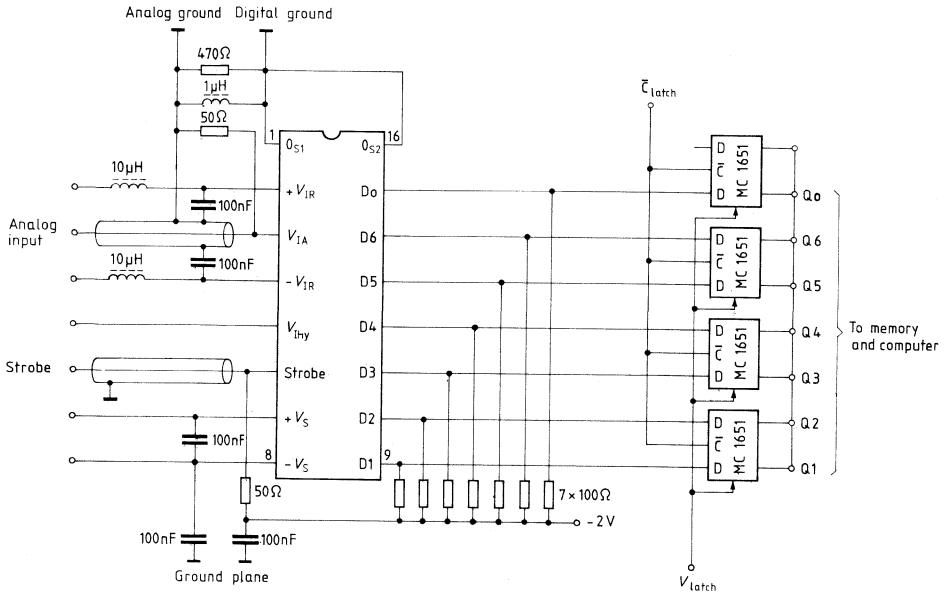 Analog ground
Digital ground
470Ω
1µH
50Ω
1
16
0S1
0S2
C̅latch
D
C̅
D
MC 1651
10µH
+VIR
D0
Q0
100nF
Analog
input
VIA
D6
D
C̅
D
MC 1651
Q6
100nF
10µH
−VIR
D5
Q5
VIhy
D4
D
C̅
D
MC 1651
Q4
To memory
and computer
Strobe
Strobe
D3
Q3
+VS
D2
D
C̅
D
MC 1651
Q2
100nF
8
−VS
D1
9
Q1
50Ω
7×100Ω
−2V
100nF
100nF
Ground plane
Vlatch